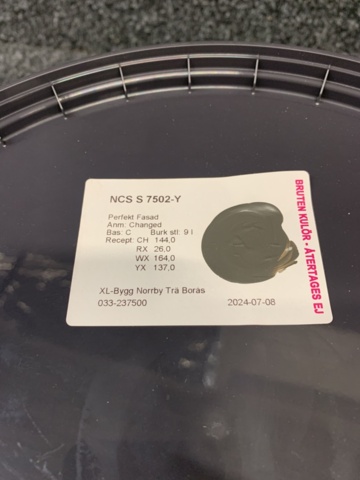 NCS S 7502-Y
Perfekt Fasad
Anm: Changed
Bas: C Burk stl: 9 l
Recept: CH 144,0
RX 26,0
WX 164,0
YX 137,0
XL-Bygg Norrby Trä Borås
033-237500 2024-07-08
BRUTEN KULÖR - ÅTERTAGES EJ